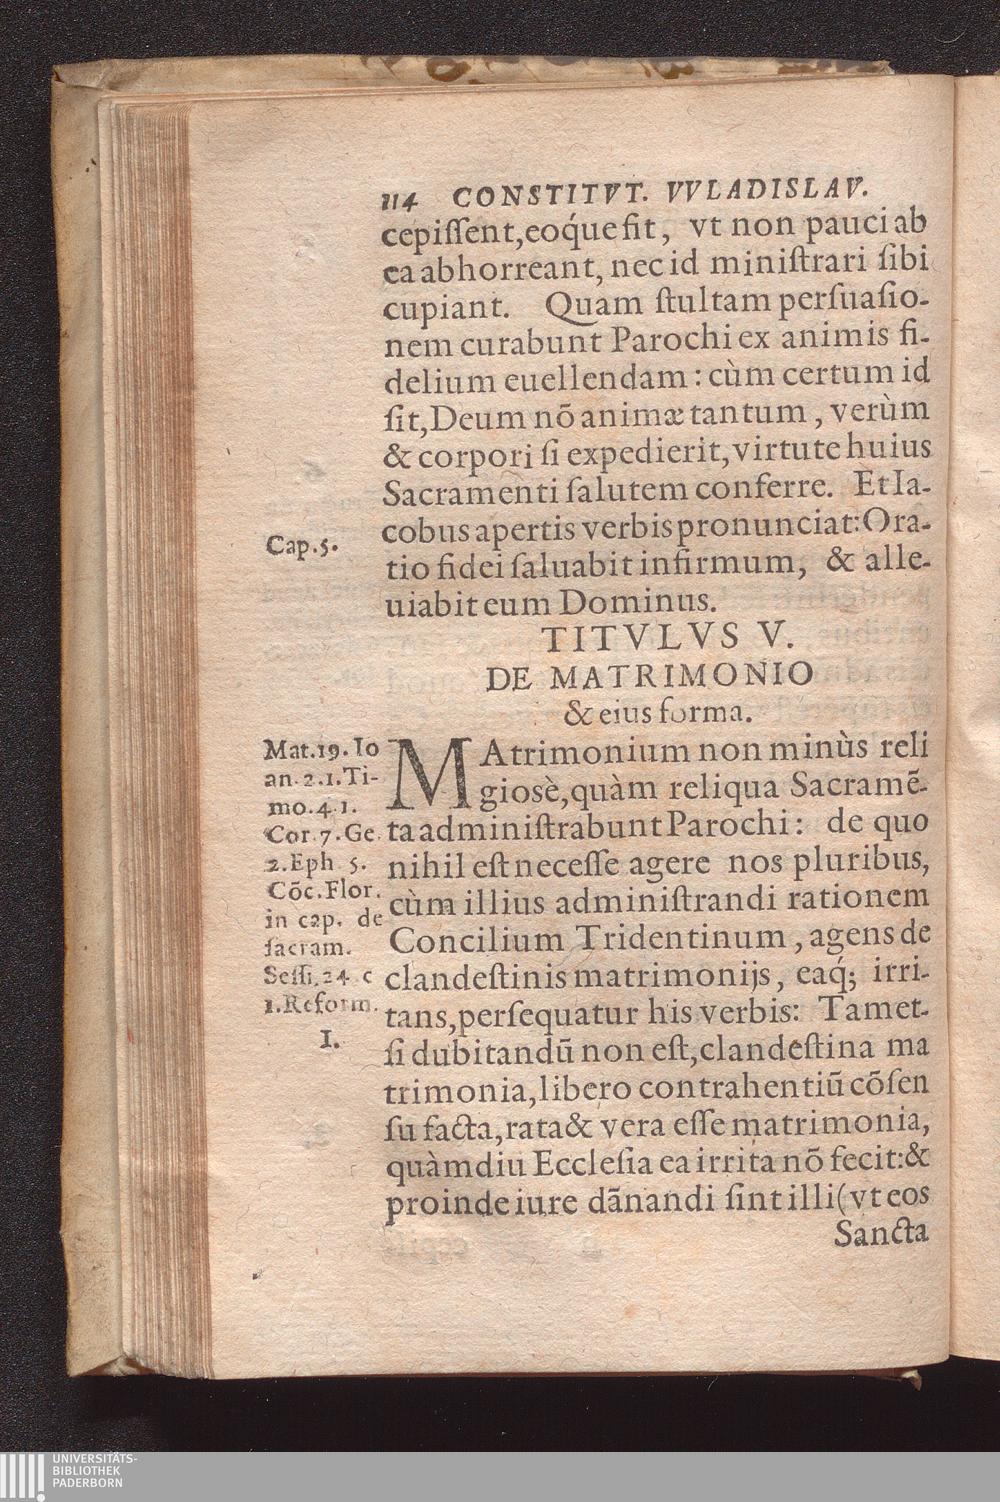 114 CONSTITVT. VVLADISLAV.
cepiſſent,eoq́ue fit, vt non pauci ab
ea abhorreant, nec id miniſtrari ſibi
cupiant. Quam ſtultam perſuaſio-
nem curabunt Parochi ex animis fi-
delium euellendam: cùm certum id
ſit,Deum nõ animæ tantum, verùm
& corpori ſi expedierit,virtute huius
Sacramenti ſalutem conferre. Et Ia-
Cap.5.
cobus apertis verbis pronunciat:Ora-
tio fidei ſaluabit infirmum, & alle-
uiabit eum Dominus.
TITVLVS V.
DE MATRIMONIO
& eius forma.
Mat.19.Io
an.2.1.Ti-
mo.4.1.
Cor.7.Ge.
2.Eph 5.
Cõc.Flor.
in cap. de
ſacram.
Seſſi.24 c
1.Reform.
I.
MAtrimonium non minùs reli
gioſè,quàm reliqua Sacramẽ-
ta adminiſtrabunt Parochi: de quo
nihil eſt neceſſe agere nos pluribus,
cùm illius adminiſtrandi rationem
Concilium Tridentinum, agens de
clandeſtinis matrimonijs, eaq́; irri-
tans,perſequatur his verbis: Tamet-
ſi dubitandũ non eſt,clandeſtina ma
trimonia,libero contrahentiũ cõſen
ſu facta,rata & vera eſſe matrimonia,
quàmdiu Eccleſia ea irrita nõ fecit:&
proinde iure dãnandi ſint illi(vt eos
Sancta
UNIVERSITÄTS-
BIBLIOTHEK
PADERBORN